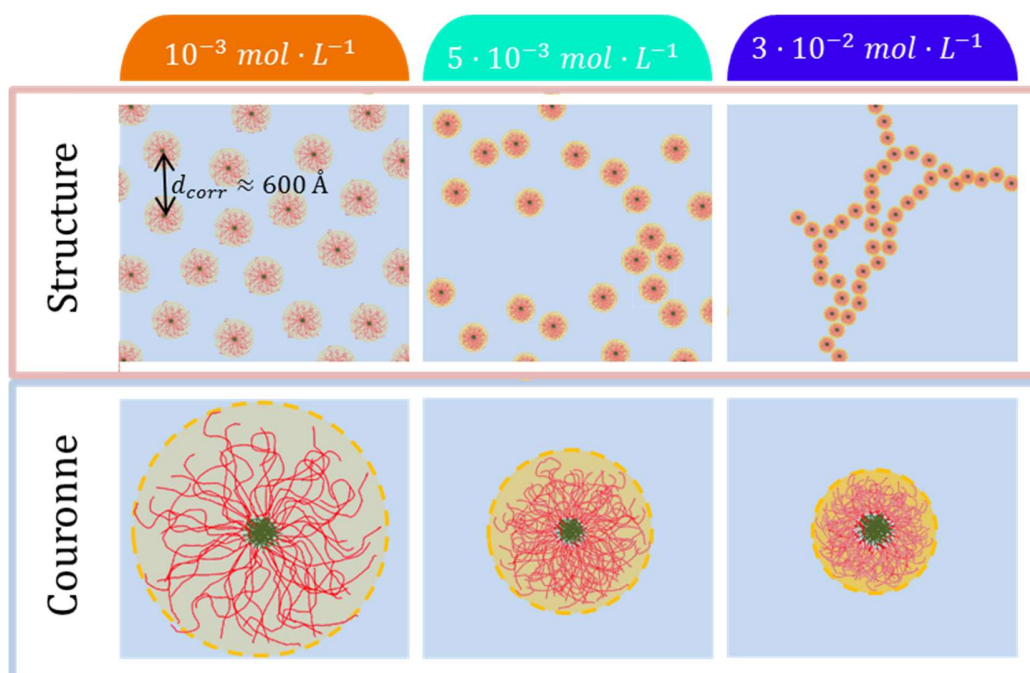 10⁻³ mol · L⁻¹
5 · 10⁻³ mol · L⁻¹
3 · 10⁻² mol · L⁻¹
Structure
d_corr ≈ 600 Å
Couronne